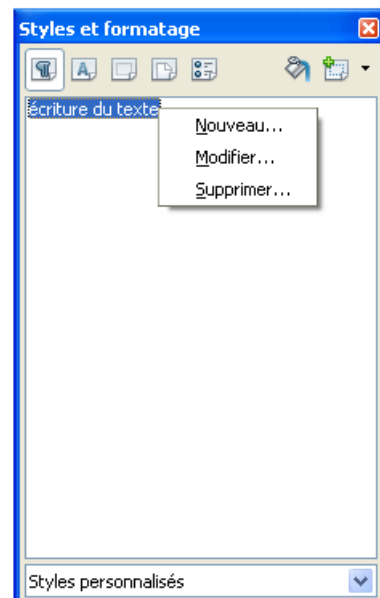 Styles et formatage
écriture du texte
Nouveau...
Modifier...
Supprimer...
Styles personnalisés